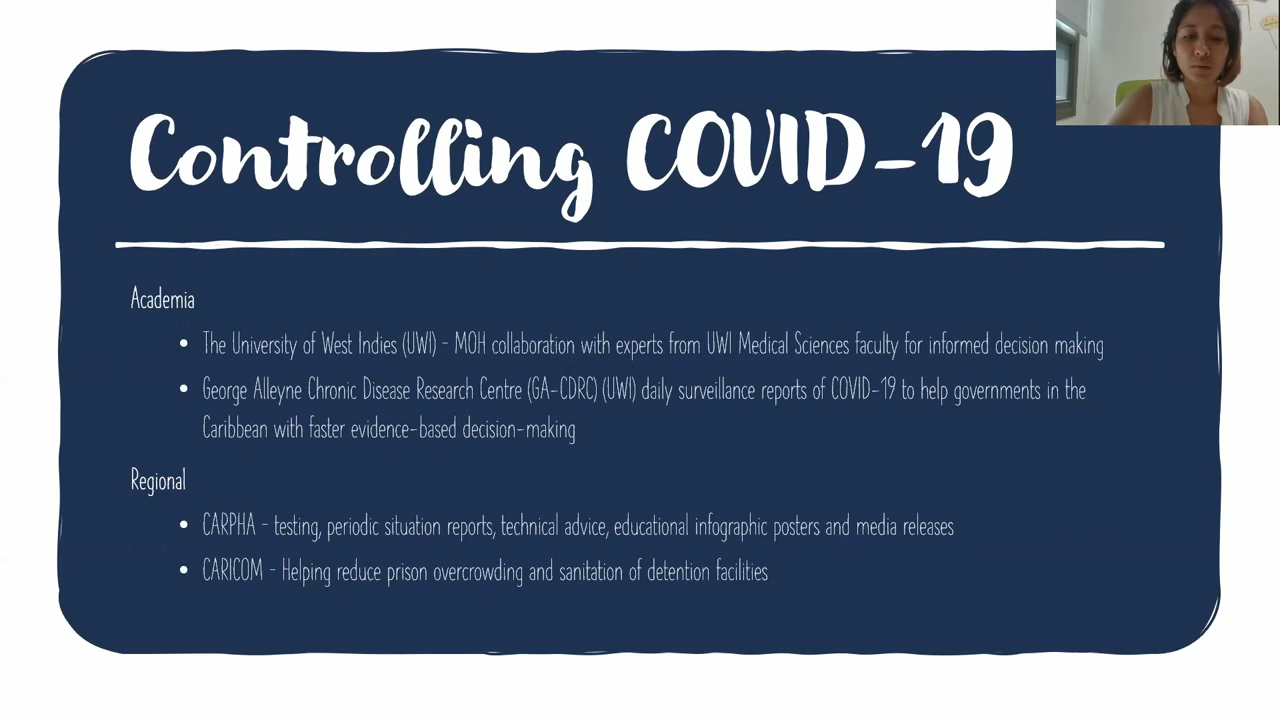 Controlling COVID-19
Academia
• The University of West Indies (UWI) - MOH collaboration with experts from UWI Medical Sciences faculty for informed decision making
• George Alleyne Chronic Disease Research Centre (GA-CDRC) (UWI) daily surveillance reports of COVID-19 to help governments in the
Caribbean with faster evidence-based decision-making
Regional
• CARPHA - testing, periodic situation reports, technical advice, educational infographic posters and media releases
• CARICOM - Helping reduce prison overcrowding and sanitation of detention facilities